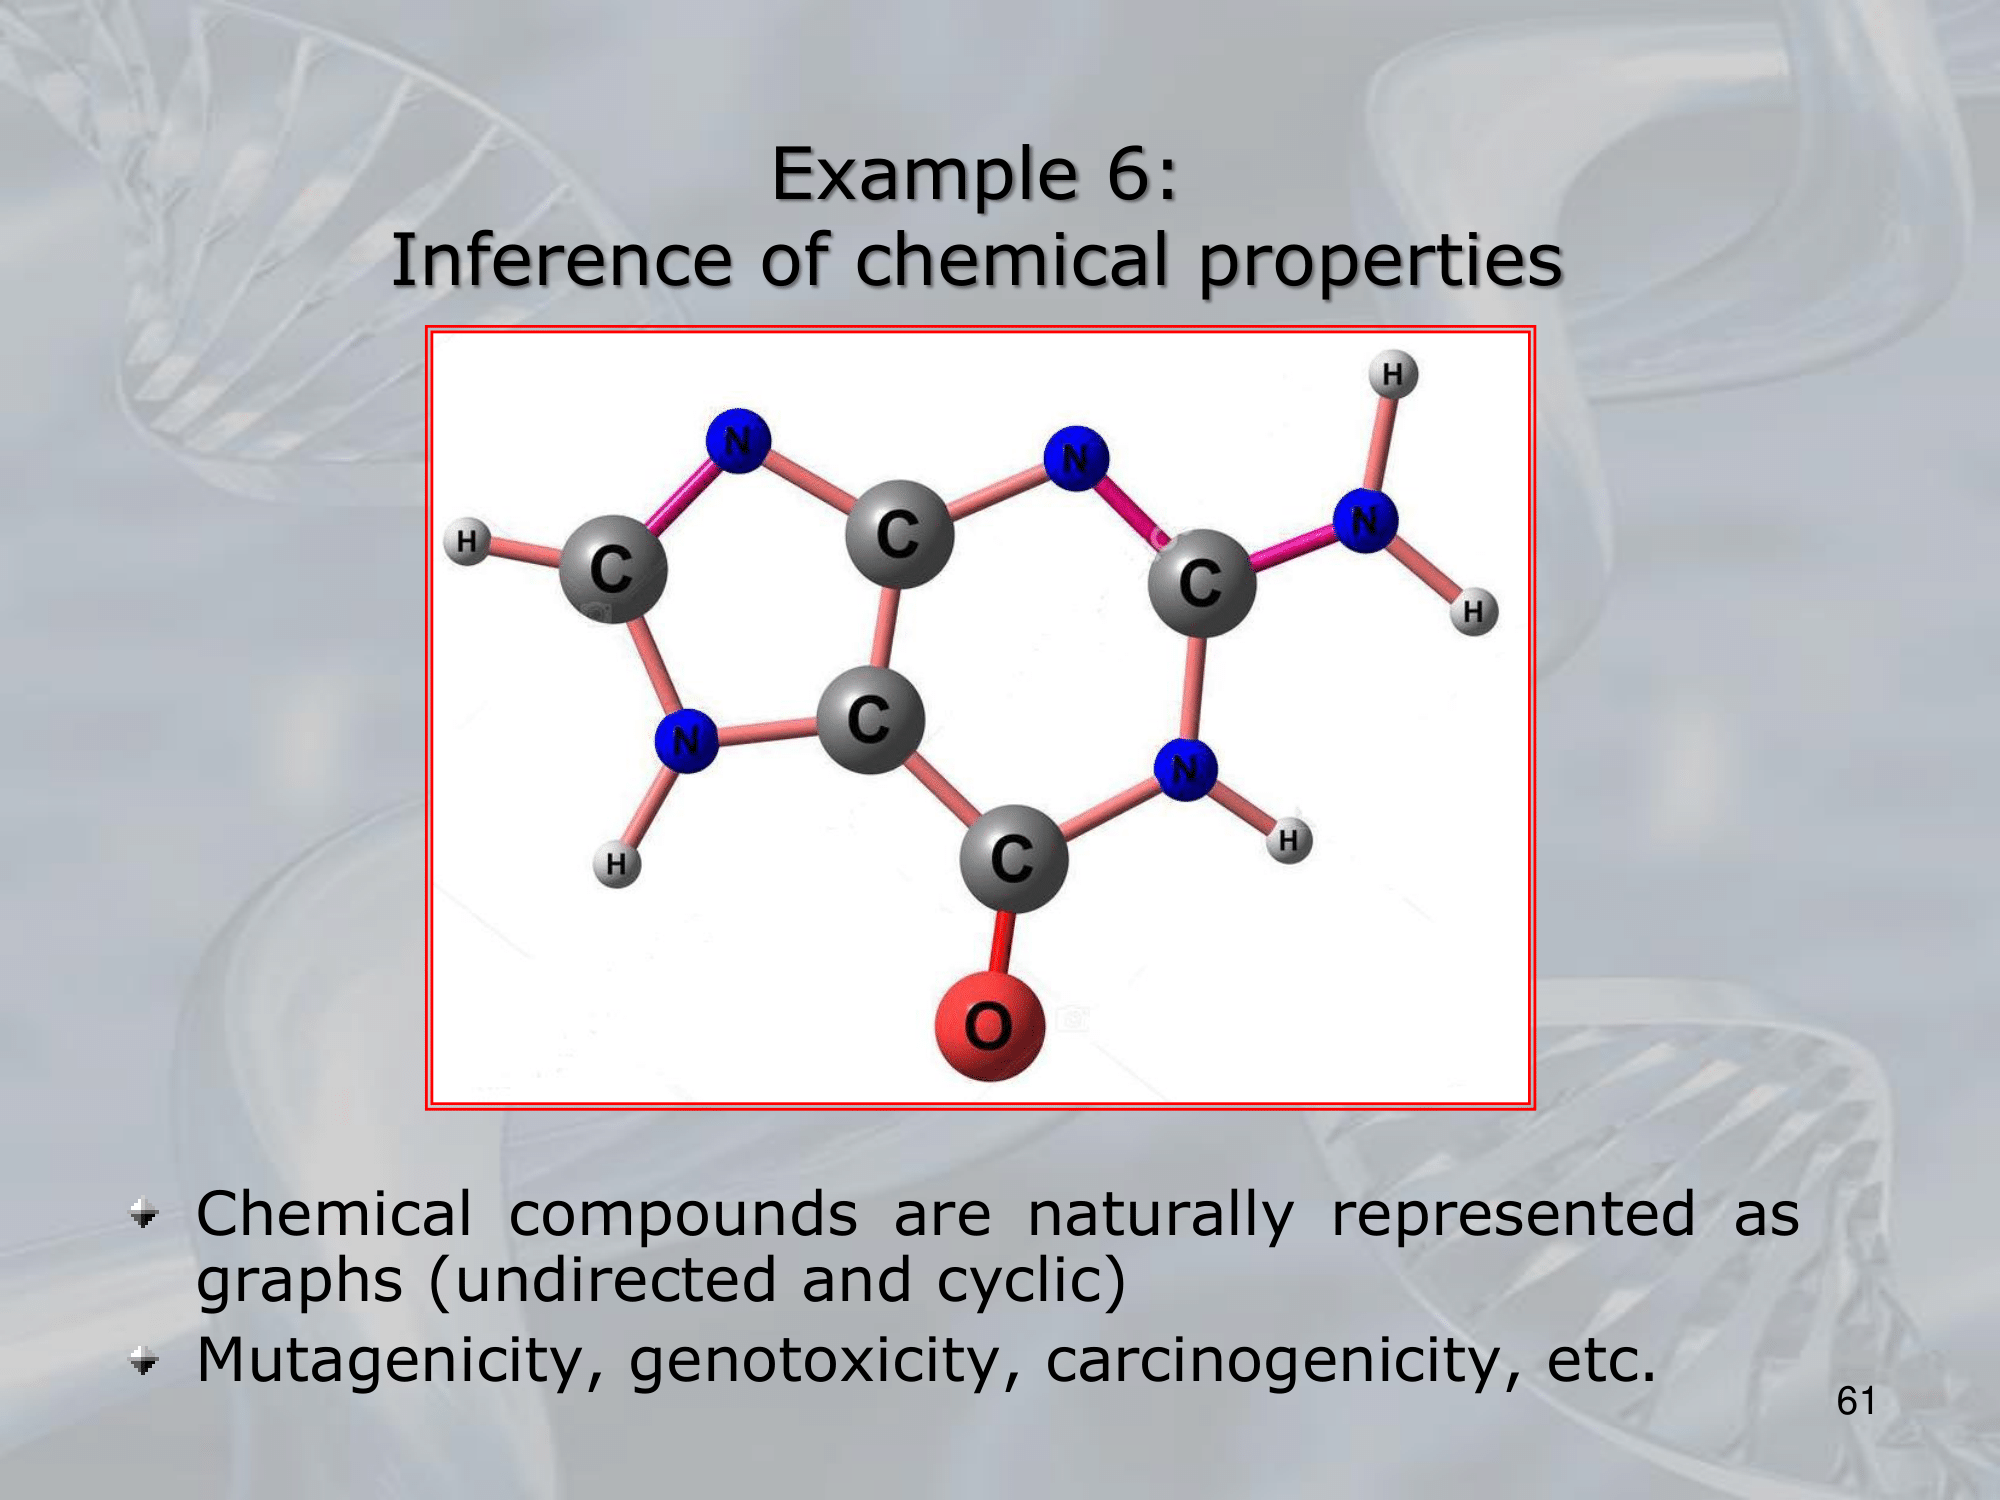 Example 6:
Inference of chemical properties
H
N
N
C
N
H
C
C
H
C
N
N
H
H
C
O
Chemical compounds are naturally represented as
graphs (undirected and cyclic)
Mutagenicity, genotoxicity, carcinogenicity, etc.
61